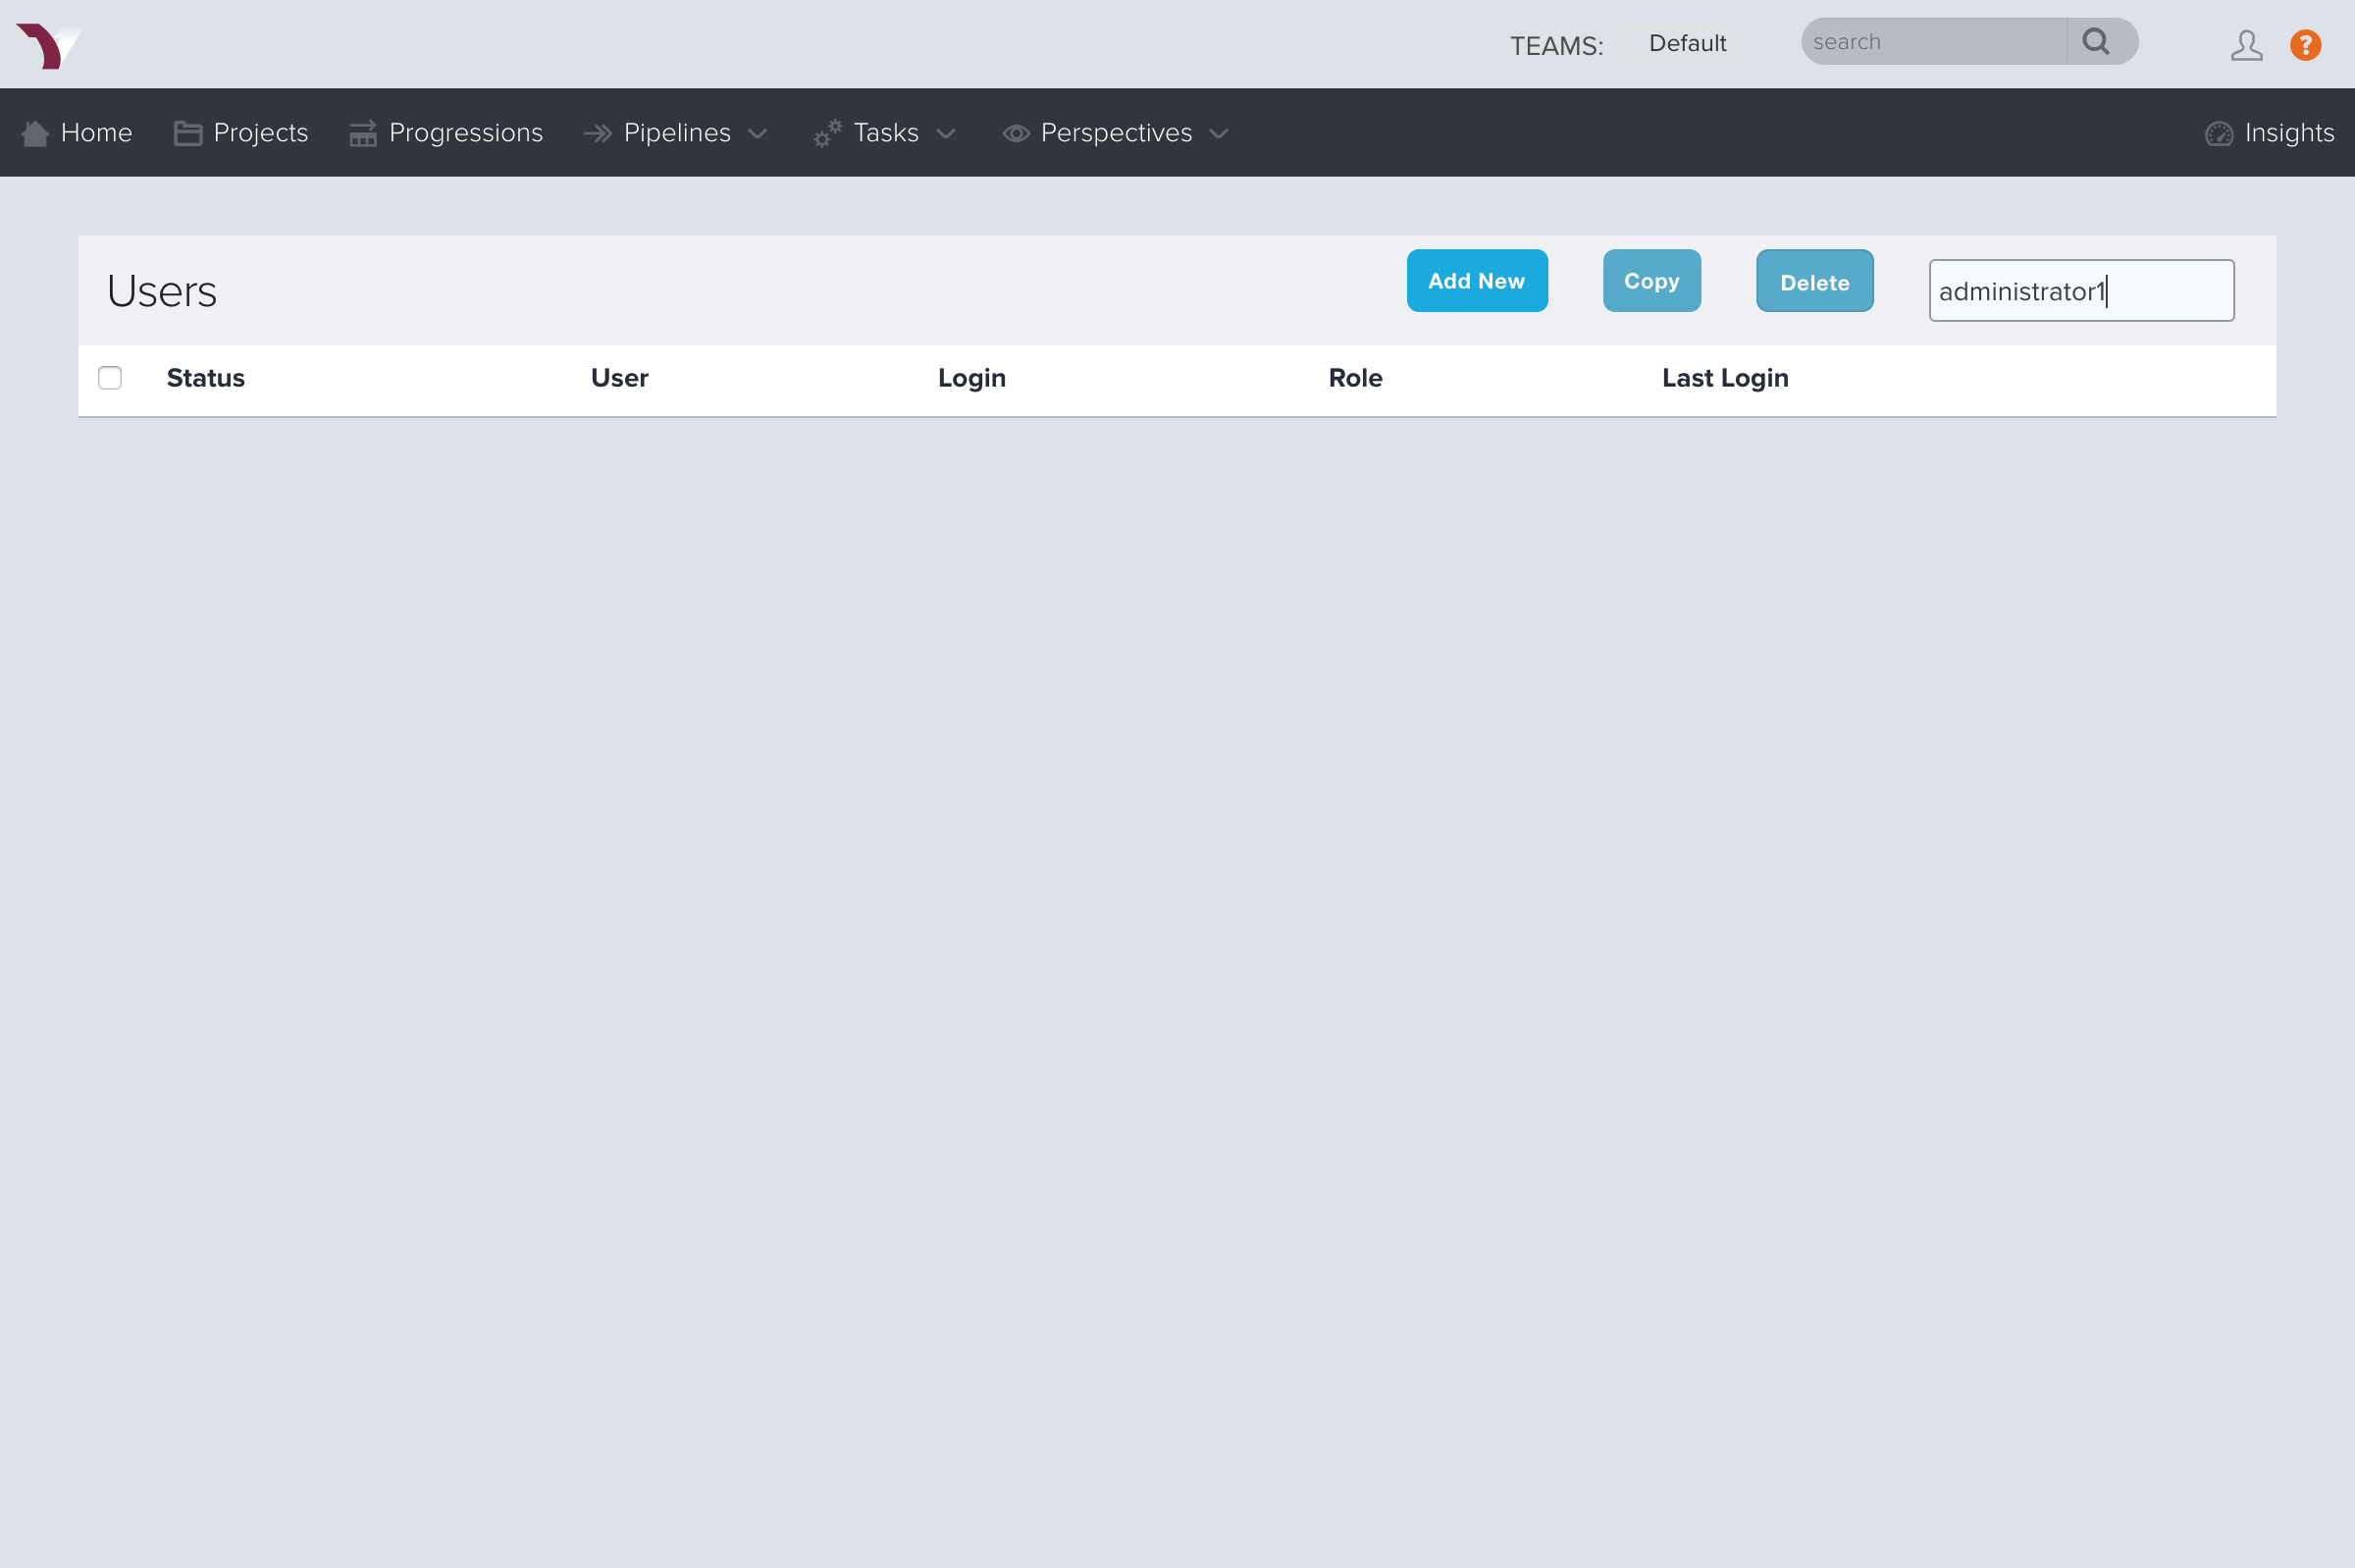 TEAMS: Default search ?
Home Projects Progressions Pipelines Tasks Perspectives Insights
Users Add New Copy Delete administrator1
Status User Login Role Last Login